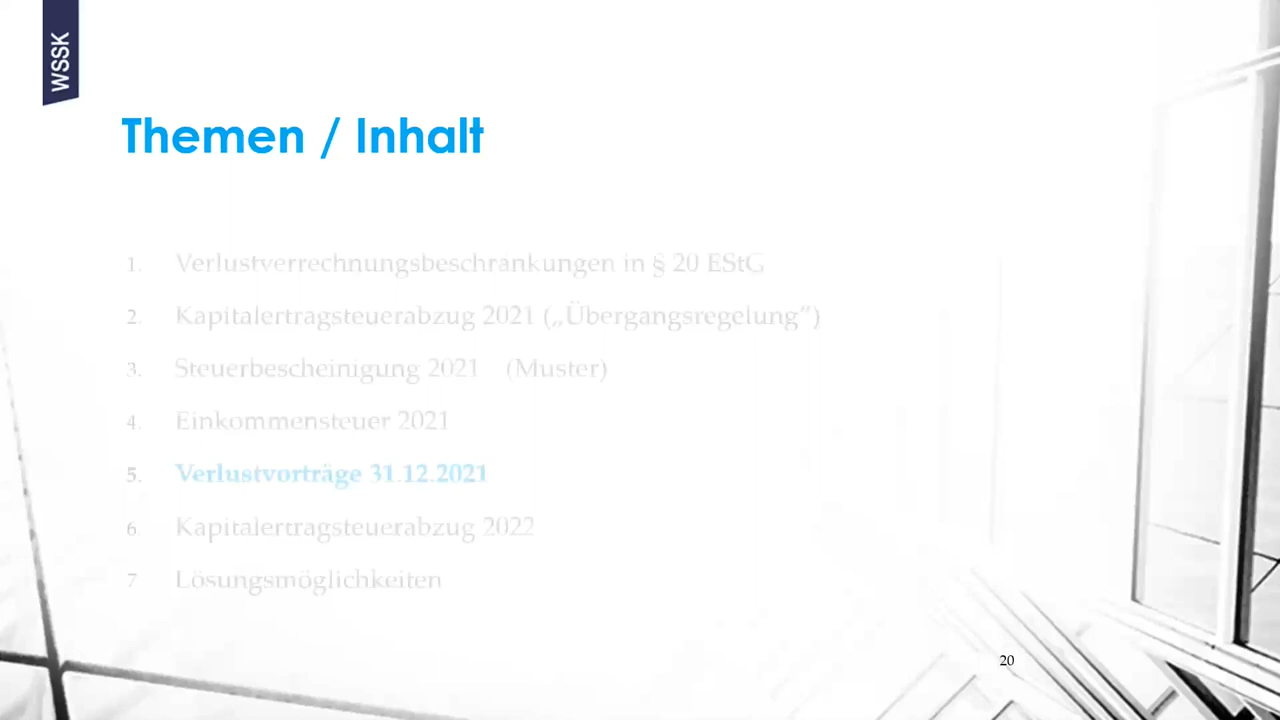 WSSK
Themen / Inhalt
1. Verlustverrechnungsbeschränkungen in § 20 EStG
2. Kapitalertragsteuerabzug 2021 („Übergangsregelung”)
3. Steuerbescheinigung 2021 (Muster)
4. Einkommensteuer 2021
5. Verlustvorträge 31.12.2021
6. Kapitalertragsteuerabzug 2022
7 Lösungsmöglichkeiten
20